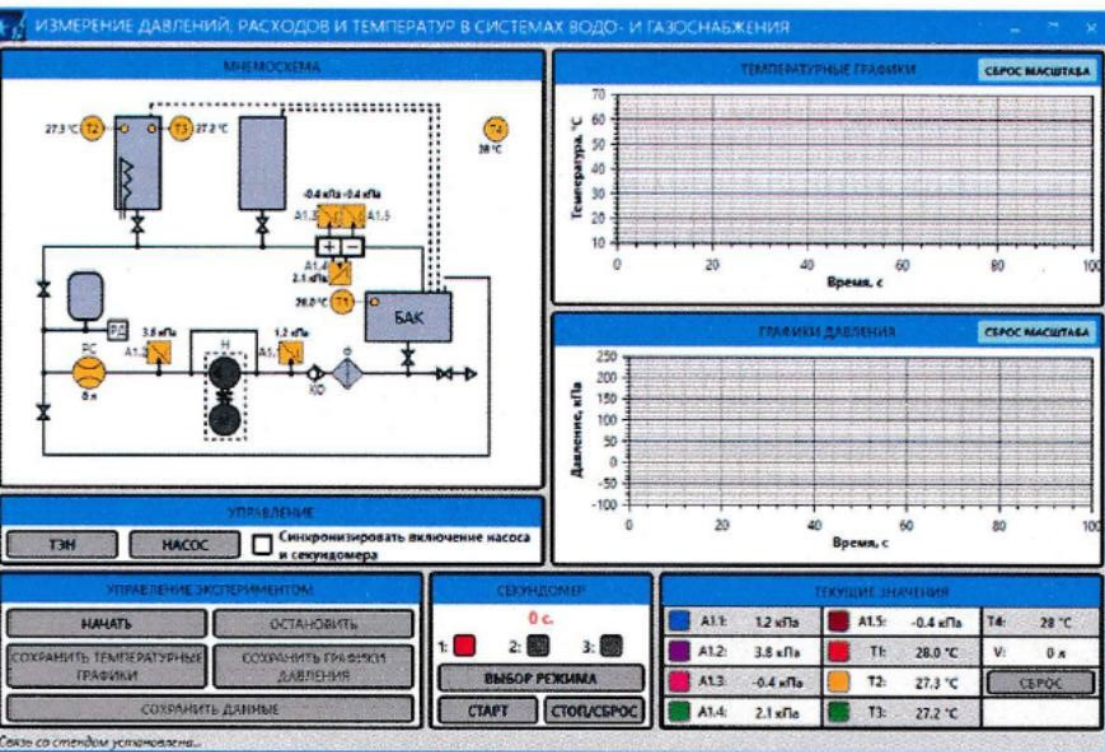 ИЗМЕРЕНИЕ ДАВЛЕНИЙ, РАСХОДОВ И ТЕМПЕРАТУР В СИСТЕМАХ ВОДО- И ГАЗОСНАБЖЕНИЯ
МНЕМОСХЕМА
27.3 °C T2 T3 27.2 °C
T4
28 °C
-0.4 кПа -0.4 кПа
A1.3 A1.5
+ −
A1.4
2.1 кПа
28.0 °C T1
БАК
РД
РС 3.8 кПа Н 1.2 кПа
A1.2 A1.1 Ф
0 л
КО
ТЕМПЕРАТУРНЫЕ ГРАФИКИ
СБРОС МАСШТАБА
Температура, °C
70
60
50
40
30
20
10
0 20 40 60 80 100
Время, с
ГРАФИКИ ДАВЛЕНИЯ
СБРОС МАСШТАБА
Давление, кПа
250
200
150
100
50
0
-50
-100
0 20 40 60 80 100
Время, с
УПРАВЛЕНИЕ
ТЭН НАСОС Синхронизировать включение насоса
и секундомера
УПРАВЛЕНИЕ ЭКСПЕРИМЕНТОМ
НАЧАТЬ ОСТАНОВИТЬ
СОХРАНИТЬ ТЕМПЕРАТУРНЫЕ
ГРАФИКИ
СОХРАНИТЬ ГРАФИКИ
ДАВЛЕНИЯ
СОХРАНИТЬ ДАННЫЕ
СЕКУНДОМЕР
0 с.
1: 2: 3:
ВЫБОР РЕЖИМА
СТАРТ СТОП/СБРОС
ТЕКУЩИЕ ЗНАЧЕНИЯ
A1.1: 1.2 кПа A1.5: -0.4 кПа T4: 28 °C
A1.2: 3.8 кПа T1: 28.0 °C V: 0 л
A1.3: -0.4 кПа T2: 27.3 °C СБРОС
A1.4: 2.1 кПа T3: 27.2 °C
Связь со стендом установлена...